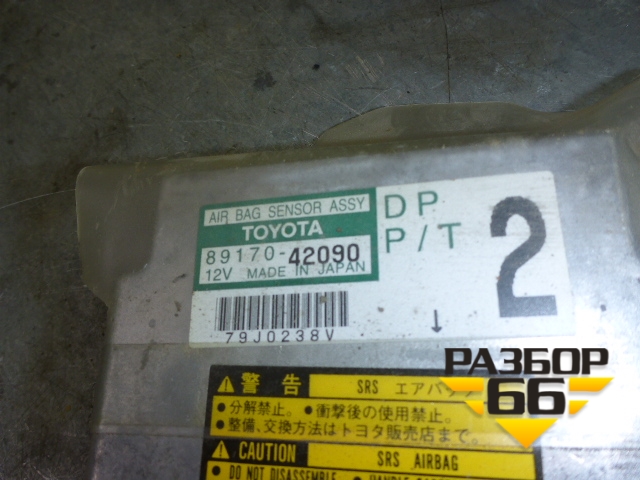 AIR BAG SENSOR ASSY
TOYOTA
89170-42090
12V MADE IN JAPAN
DP
P/T
2
↓
79J0238V
РАЗБОР
66
警告 SRS エアバッグ
• 分解禁止。 • 衝撃後の使用禁止。
• 整備、交換方法はトヨタ販売店まで。
CAUTION SRS AIRBAG
• DO NOT DISASSEMBLE